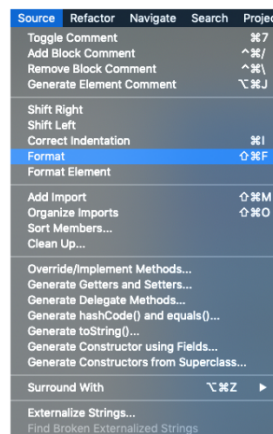 Source Refactor Navigate Search Projec
Toggle Comment ⌘7
Add Block Comment ^⌘/
Remove Block Comment ^⌘\
Generate Element Comment ⌥⌘J
Shift Right
Shift Left
Correct Indentation ⌘I
Format ⇧⌘F
Format Element
Add Import ⇧⌘M
Organize Imports ⇧⌘O
Sort Members...
Clean Up...
Override/Implement Methods...
Generate Getters and Setters...
Generate Delegate Methods...
Generate hashCode() and equals()...
Generate toString()...
Generate Constructor using Fields...
Generate Constructors from Superclass...
Surround With ⌥⌘Z ▶
Externalize Strings...
Find Broken Externalized Strings